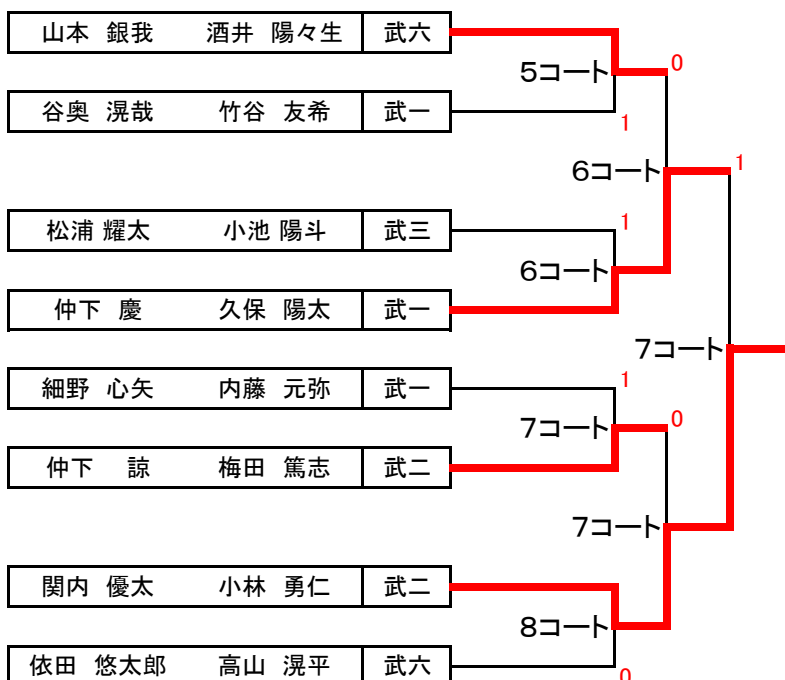 山本 銀我 酒井 陽々生 武六
0
5コート
谷奥 滉哉 竹谷 友希 武一
1
6コート
1
松浦 耀太 小池 陽斗 武三
1
6コート
仲下 慶 久保 陽太 武一
7コート
細野 心矢 内藤 元弥 武一
1
7コート
0
仲下 諒 梅田 篤志 武二
7コート
関内 優太 小林 勇仁 武二
8コート
依田 悠太郎 高山 滉平 武六
0